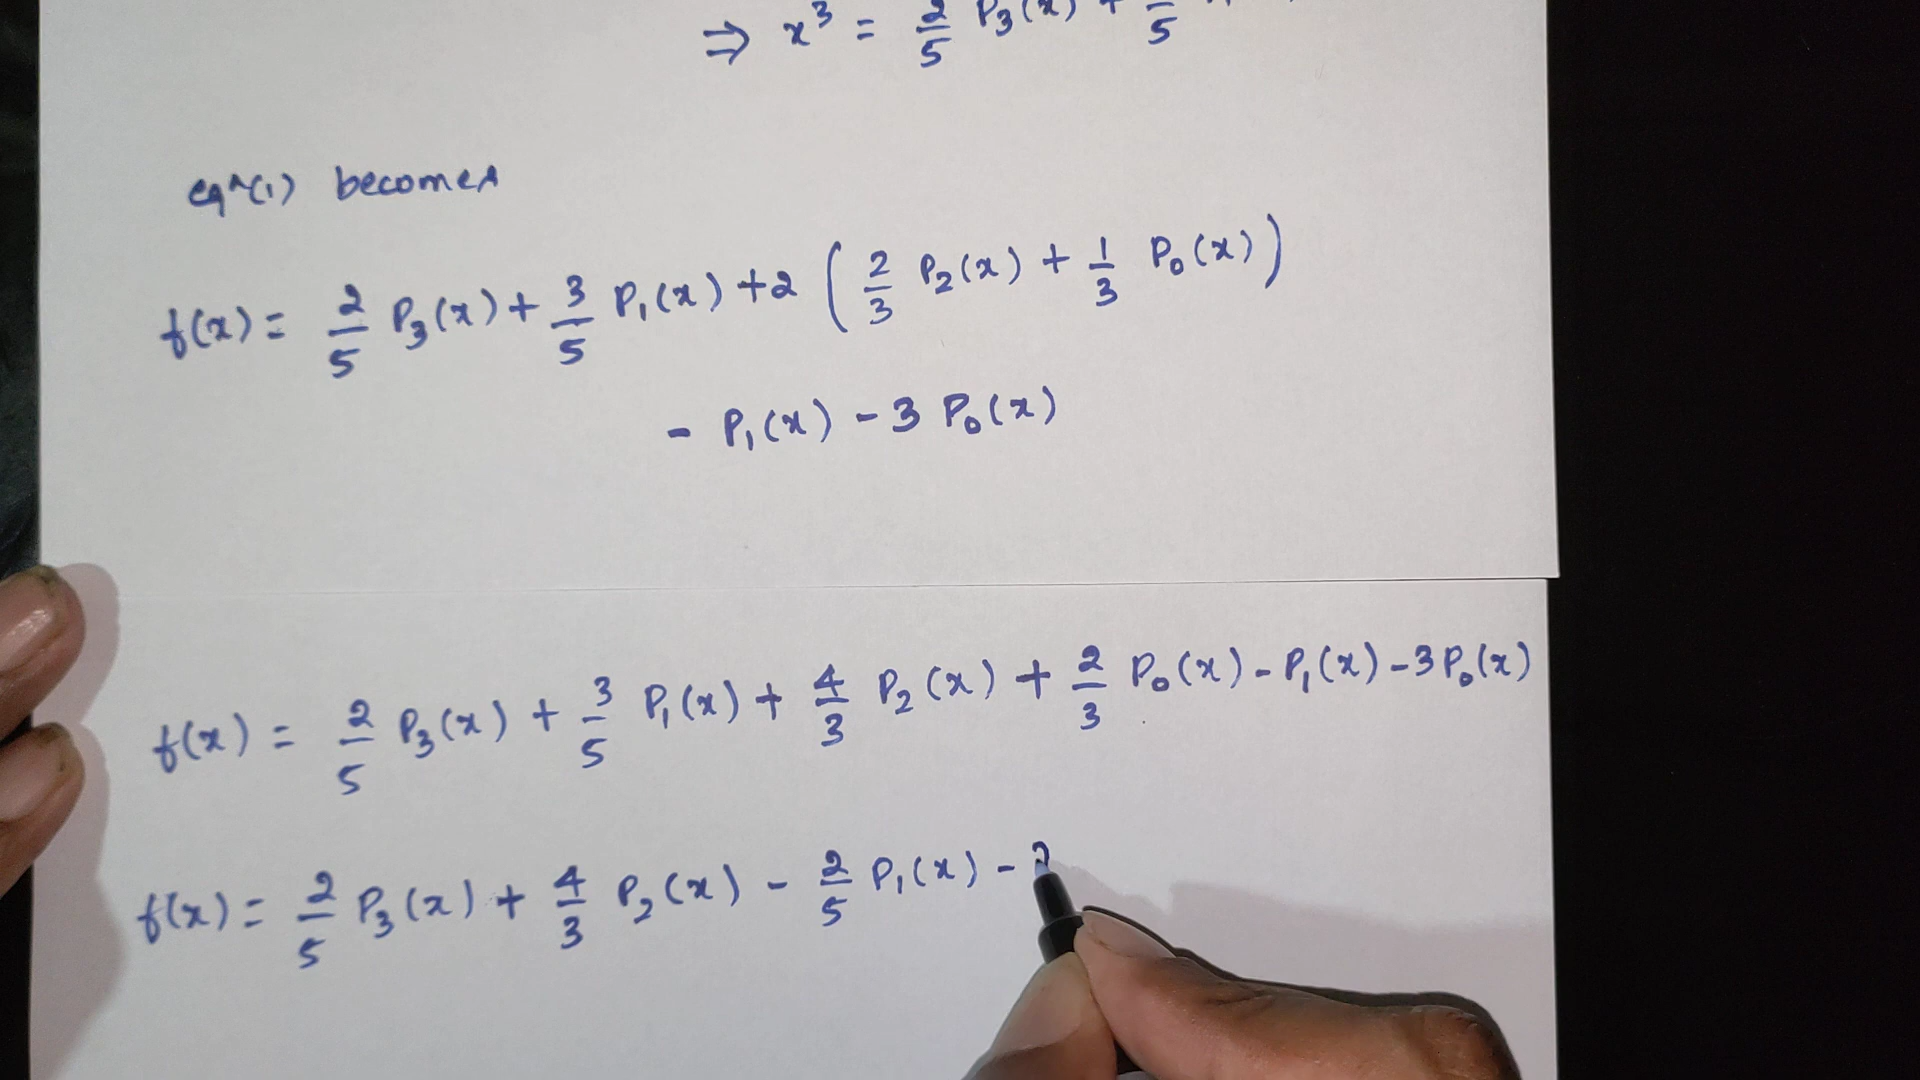 ⇒ x³ = 2/5 P₃(x) + /5
eqⁿ(1) becomes
f(x) = 2/5 P₃(x) + 3/5 P₁(x) + 2 ( 2/3 P₂(x) + 1/3 P₀(x) )
- P₁(x) - 3 P₀(x)
f(x) = 2/5 P₃(x) + 3/5 P₁(x) + 4/3 P₂(x) + 2/3 P₀(x) - P₁(x) - 3P₀(x)
f(x) = 2/5 P₃(x) + 4/3 P₂(x) - 2/5 P₁(x) -